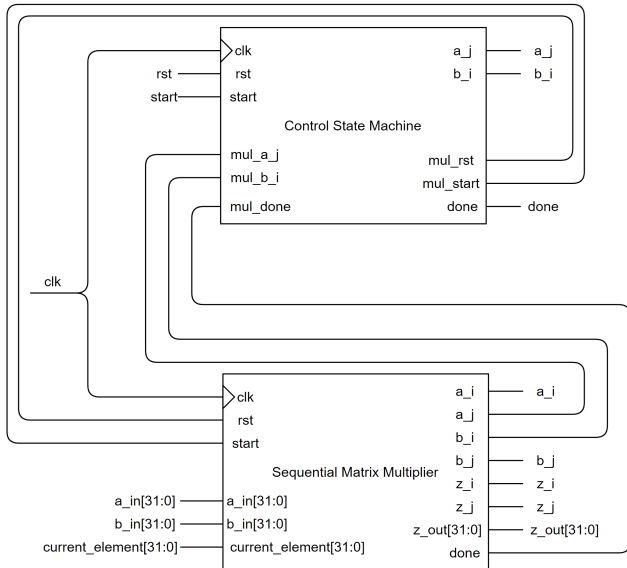 clk a_j a_j
rst rst b_i b_i
start start
Control State Machine
mul_a_j mul_rst
mul_b_i mul_start
mul_done done done
clk
clk a_i a_i
rst a_j
start b_i
b_j b_j
Sequential Matrix Multiplier
z_i z_i
a_in[31:0] a_in[31:0] z_j z_j
b_in[31:0] b_in[31:0] z_out[31:0] z_out[31:0]
current_element[31:0] current_element[31:0] done